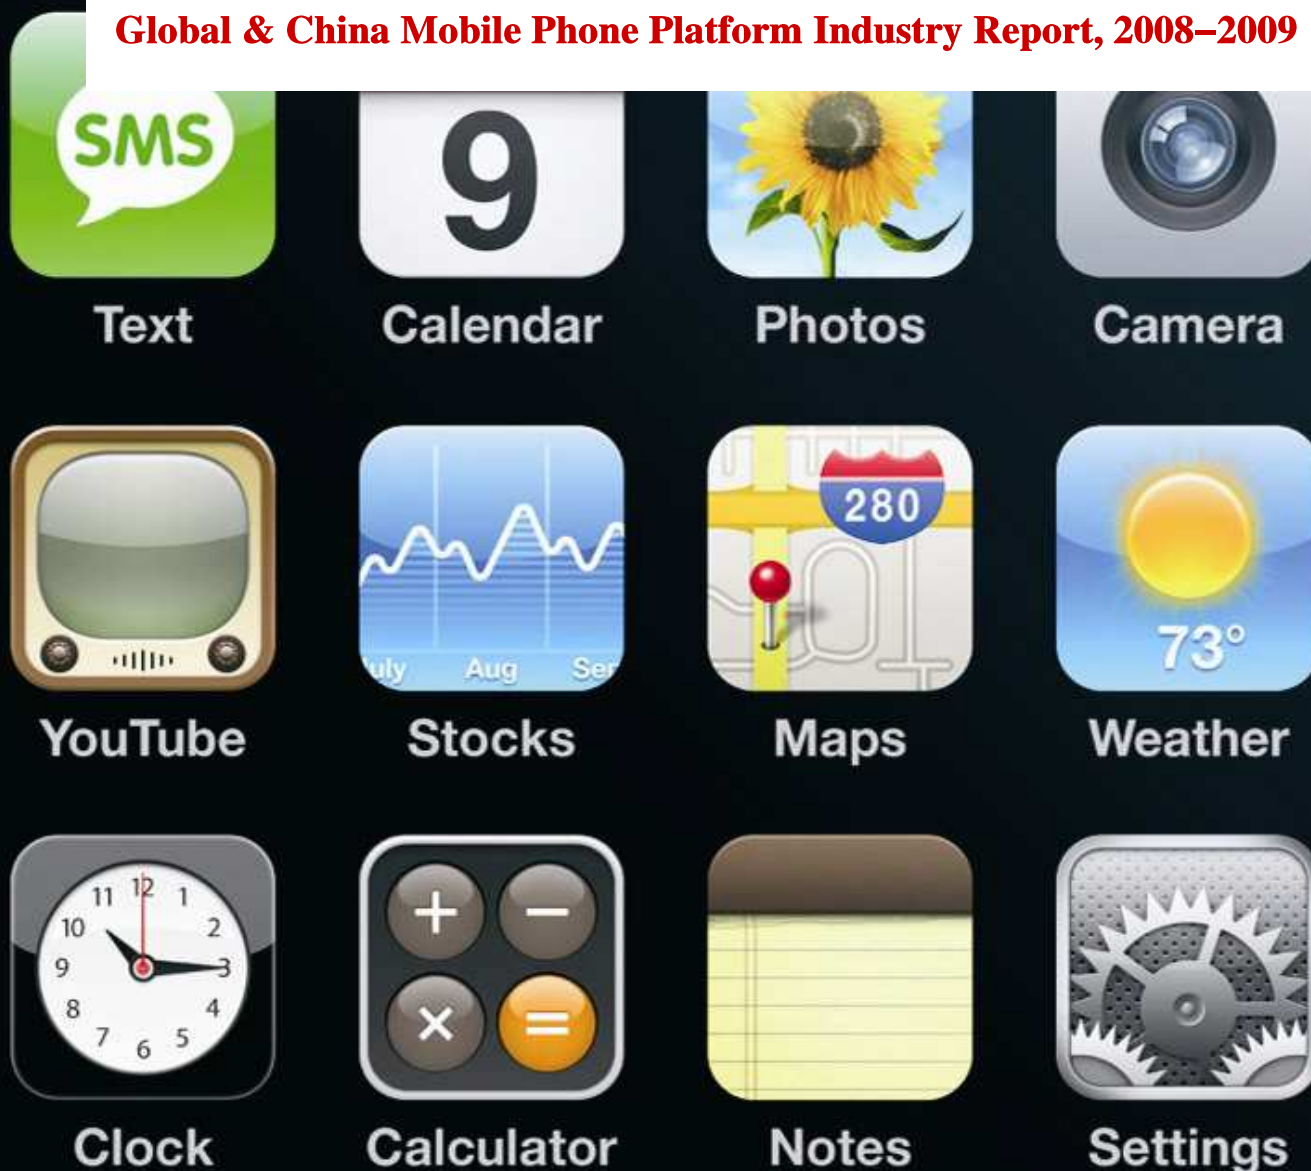 Global & China Mobile Phone Platform Industry Report, 2008–2009
SMS
9
Text
Calendar
Photos
Camera
280
73°
uly Aug Sep
YouTube
Stocks
Maps
Weather
12
11 1
10 2
9 3
8 4
7 5
6
+ −
× =
Clock
Calculator
Notes
Settings